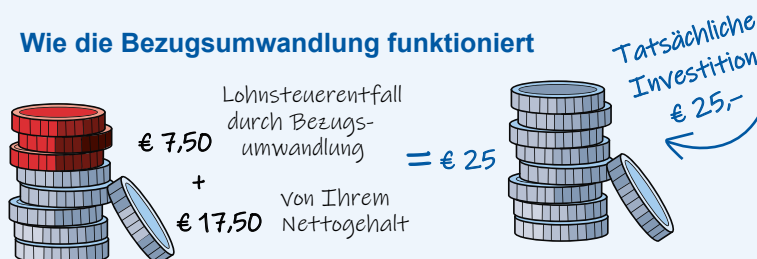 Wie die Bezugsumwandlung funktioniert
Tatsächliche
Investition
€ 25,-
Lohnsteuerentfall
durch Bezugs-
€ 7,50 umwandlung
= € 25
+
von Ihrem
€ 17,50 Nettogehalt